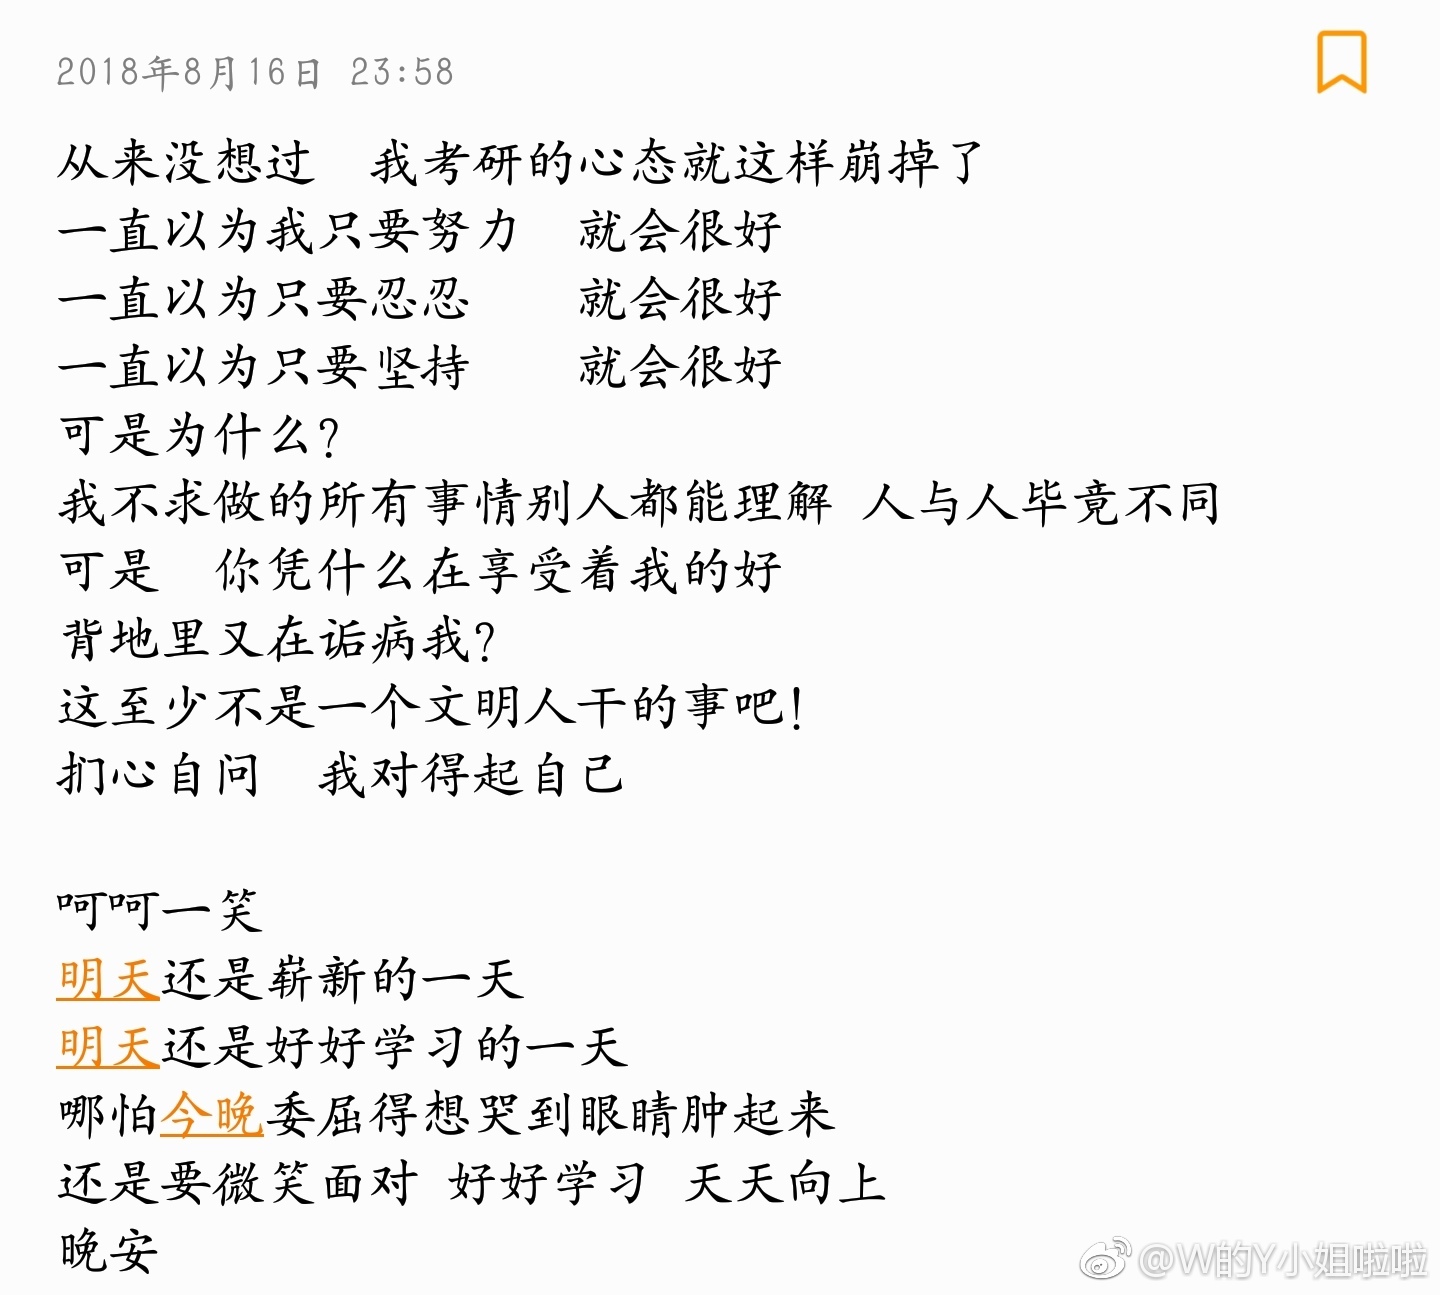 2018年8月16日 23:58
从来没想过 我考研的心态就这样崩掉了
一直以为我只要努力 就会很好
一直以为只要忍忍 就会很好
一直以为只要坚持 就会很好
可是为什么？
我不求做的所有事情别人都能理解 人与人毕竟不同
可是 你凭什么在享受着我的好
背地里又在诟病我？
这至少不是一个文明人干的事吧！
扪心自问 我对得起自己
呵呵一笑
明天还是崭新的一天
明天还是好好学习的一天
哪怕今晚委屈得想哭到眼睛肿起来
还是要微笑面对 好好学习 天天向上
晚安
@W的Y小姐啦啦